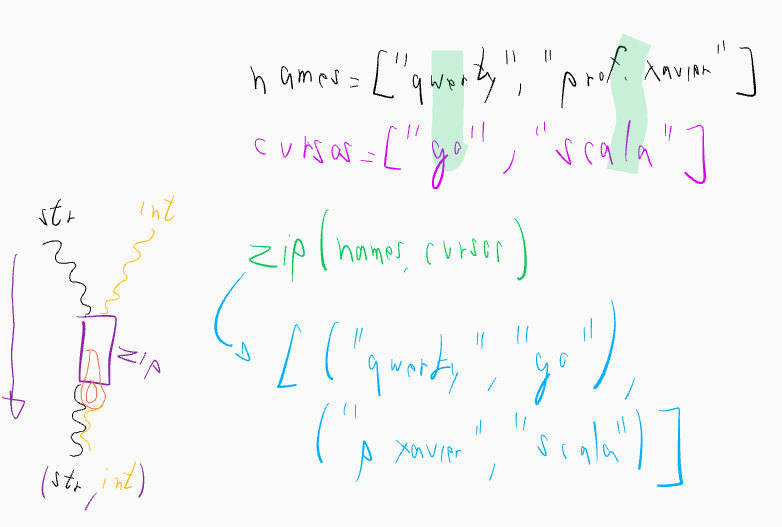 names=["qwerty", "prof. xavier"]
cursos=["go", "scala"]
str int
zip(names, cursos)
zip
[("qwerty", "go"),
("p xavier", "scala")]
(str, int)